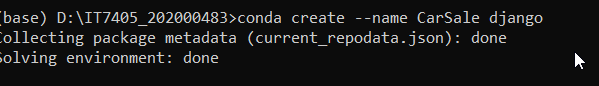 (base) D:\IT7405_202000483>conda create --name CarSale django
Collecting package metadata (current_repodata.json): done
Solving environment: done